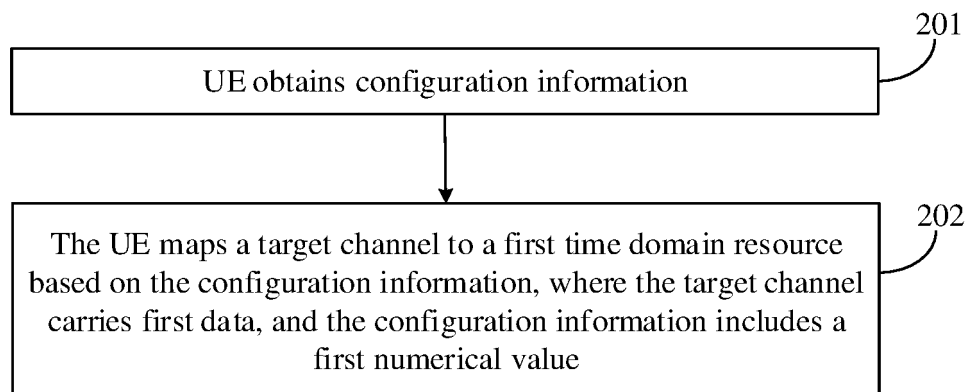 201
UE obtains configuration information
202
The UE maps a target channel to a first time domain resource
based on the configuration information, where the target channel
carries first data, and the configuration information includes a
first numerical value